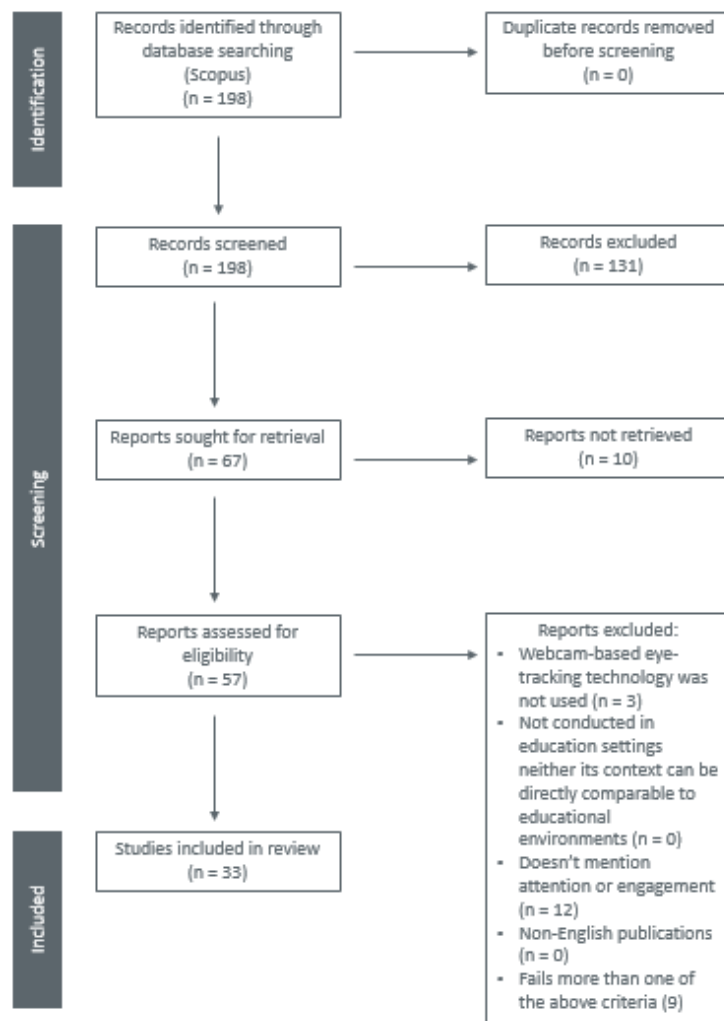 Identification
Records identified through
database searching
(Scopus)
(n = 198)
Duplicate records removed
before screening
(n = 0)
Screening
Records screened
(n = 198)
Records excluded
(n = 131)
Reports sought for retrieval
(n = 67)
Reports not retrieved
(n = 10)
Reports assessed for
eligibility
(n = 57)
Reports excluded:
▪ Webcam-based eye-
tracking technology was
not used (n = 3)
▪ Not conducted in
education settings
neither its context can be
directly comparable to
educational
environments (n = 0)
▪ Doesn't mention
attention or engagement
(n = 12)
▪ Non-English publications
(n = 0)
▪ Fails more than one of
the above criteria (9)
Included
Studies included in review
(n = 33)